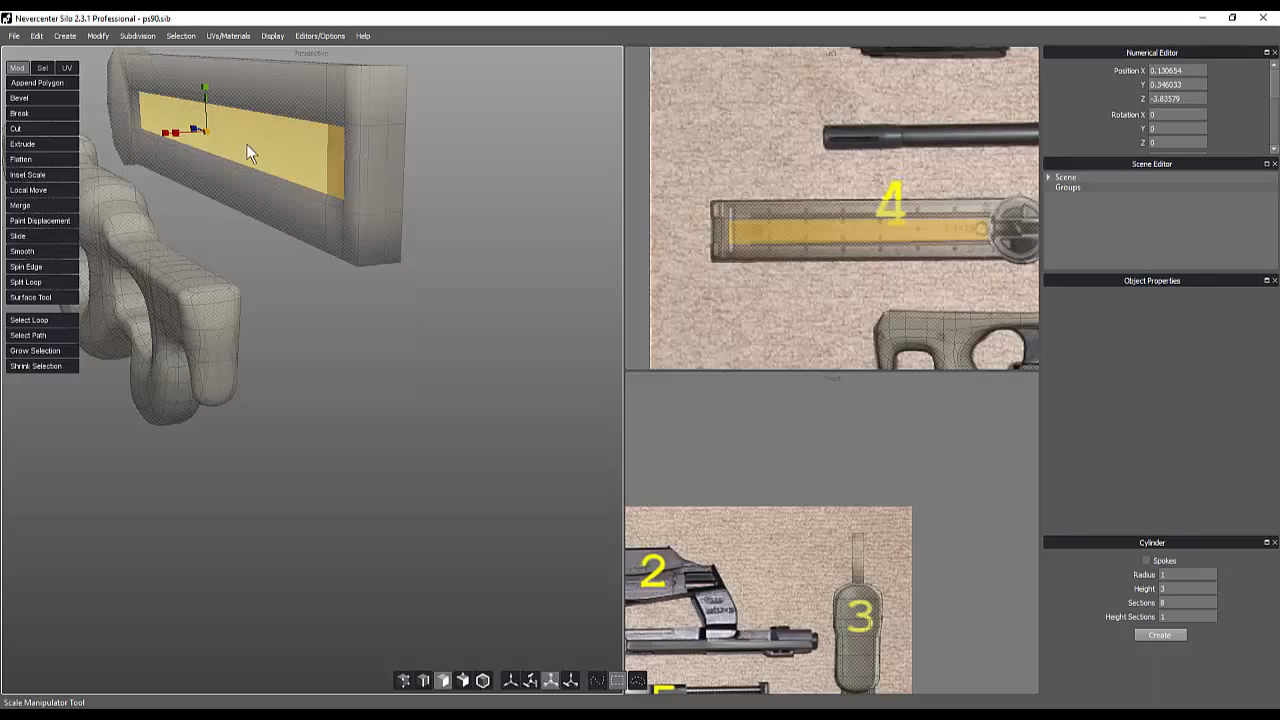 Nevercenter Silo 2.3.1 Professional - ps90.sib
File Edit Create Modify Subdivision Selection UVs/Materials Display Editors/Options Help
Perspective
Mod Sel UV
Append Polygon
Bevel
Break
Cut
Extrude
Flatten
Inset Scale
Local Move
Merge
Paint Displacement
Slide
Smooth
Spin Edge
Split Loop
Surface Tool
Select Loop
Select Path
Grow Selection
Shrink Selection
4
2
3
Numerical Editor
Position X 0.130654
Y 0.346033
Z -3.83579
Rotation X 0
Y 0
Z 0
Scene Editor
Scene
Groups
Object Properties
Cylinder
Spokes
Radius 1
Height 3
Sections 8
Height Sections 1
Create
Scale Manipulator Tool